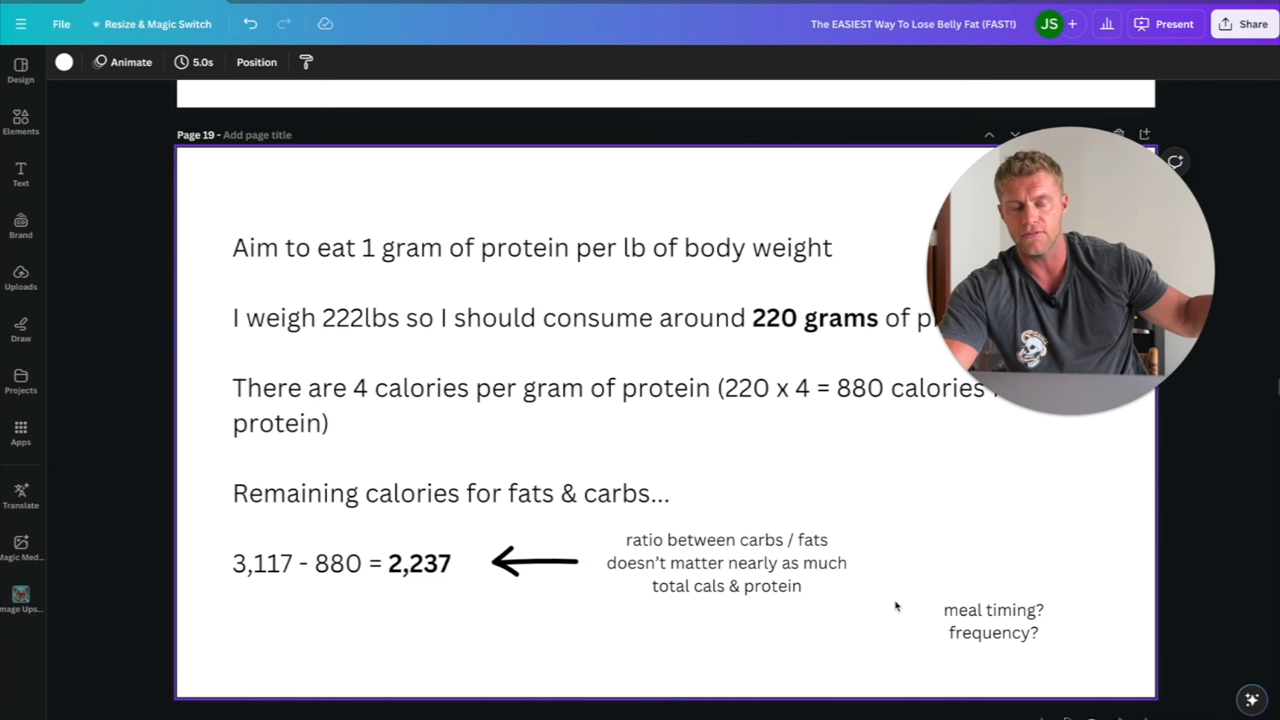 File
Resize & Magic Switch
The EASIEST Way To Lose Belly Fat (FAST!)
JS
Present
Share
Animate
5.0s
Position
Design
Elements
Text
Brand
Uploads
Draw
Projects
Apps
Translate
Magic Med...
mage Ups...
Page 19 - Add page title
Aim to eat 1 gram of protein per lb of body weight
I weigh 222lbs so I should consume around 220 grams of
There are 4 calories per gram of protein (220 x 4 = 880 calories
protein)
Remaining calories for fats & carbs...
3,117 - 880 = 2,237
ratio between carbs / fats
doesn't matter nearly as much
total cals & protein
meal timing?
frequency?